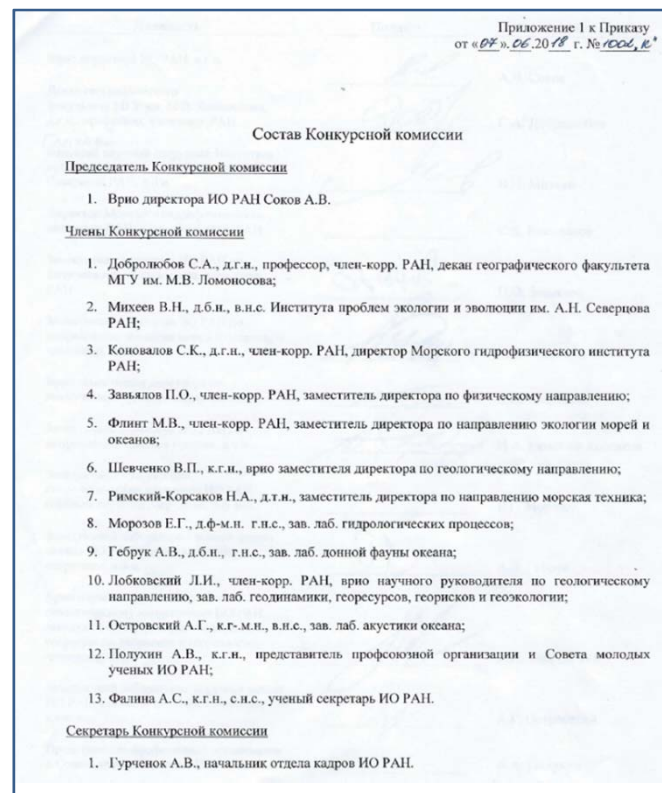 Приложение 1 к Приказу
от «07».06.2018 г. №
Состав Конкурсной комиссии
Председатель Конкурсной комиссии
1. Врио директора ИО РАН Соков А.В.
Члены Конкурсной комиссии
1. Добролюбов С.А., д.г.н., профессор, член-корр. РАН, декан географического факультета
МГУ им. М.В. Ломоносова;
2. Михеев В.Н., д.б.н., в.н.с. Института проблем экологии и эволюции им. А.Н. Северцова
РАН;
3. Коновалов С.К., д.г.н., член-корр. РАН, директор Морского гидрофизического института
РАН;
4. Завьялов П.О., член-корр. РАН, заместитель директора по физическому направлению;
5. Флинт М.В., член-корр. РАН, заместитель директора по направлению экологии морей и
океанов;
6. Шевченко В.П., к.г.н., врио заместителя директора по геологическому направлению;
7. Римский-Корсаков Н.А., д.т.н., заместитель директора по направлению морская техника;
8. Морозов Е.Г., д.ф-м.н. г.н.с., зав. лаб. гидрологических процессов;
9. Гебрук А.В., д.б.н., г.н.с., зав. лаб. донной фауны океана;
10. Лобковский Л.И., член-корр. РАН, врио научного руководителя по геологическому
направлению, зав. лаб. геодинамики, георесурсов, георисков и геоэкологии;
11. Островский А.Г., к.г-.м.н., в.н.с., зав. лаб. акустики океана;
12. Полухин А.В., к.г.н., представитель профсоюзной организации и Совета молодых
ученых ИО РАН;
13. Фалина А.С., к.г.н., с.н.с., ученый секретарь ИО РАН.
Секретарь Конкурсной комиссии
1. Гурченок А.В., начальник отдела кадров ИО РАН.